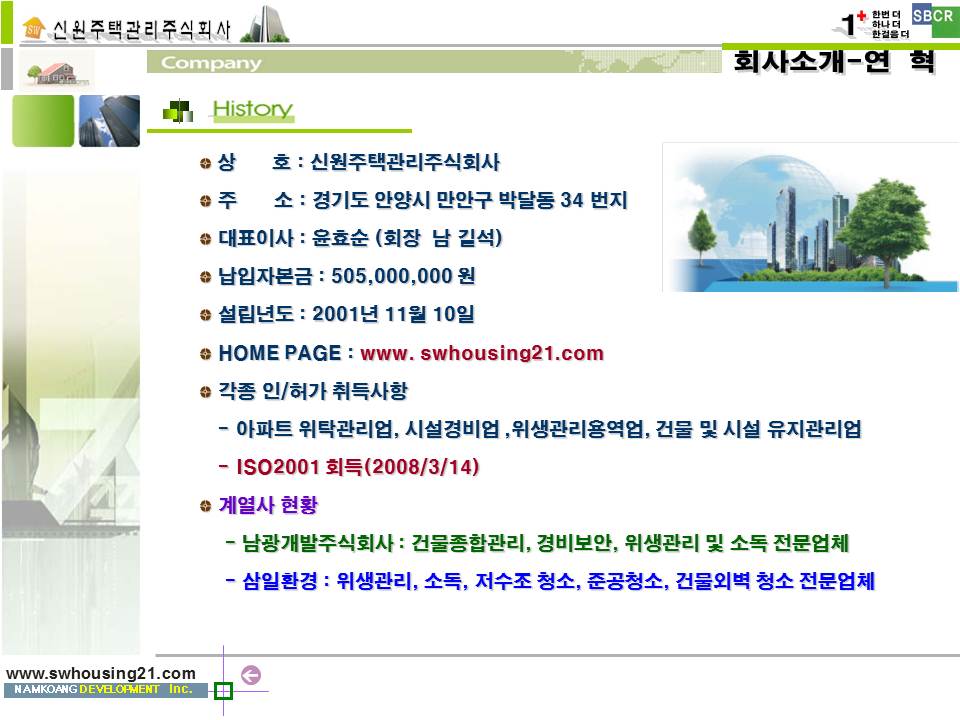 신원주택관리주식회사
1+ 한번 더
하나 더
한걸음 더
SBCR
Company
회사소개-연 혁
History
상 호 : 신원주택관리주식회사
주 소 : 경기도 안양시 만안구 박달동 34 번지
대표이사 : 윤효순 (회장 남 길석)
납입자본금 : 505,000,000 원
설립년도 : 2001년 11월 10일
HOME PAGE : www. swhousing21.com
각종 인/허가 취득사항
- 아파트 위탁관리업, 시설경비업 ,위생관리용역업, 건물 및 시설 유지관리업
- ISO2001 회득(2008/3/14)
계열사 현황
- 남광개발주식회사 : 건물종합관리, 경비보안, 위생관리 및 소독 전문업체
- 삼일환경 : 위생관리, 소독, 저수조 청소, 준공청소, 건물외벽 청소 전문업체
www.swhousing21.com
NAMKOANG DEVELOPMENT Inc.